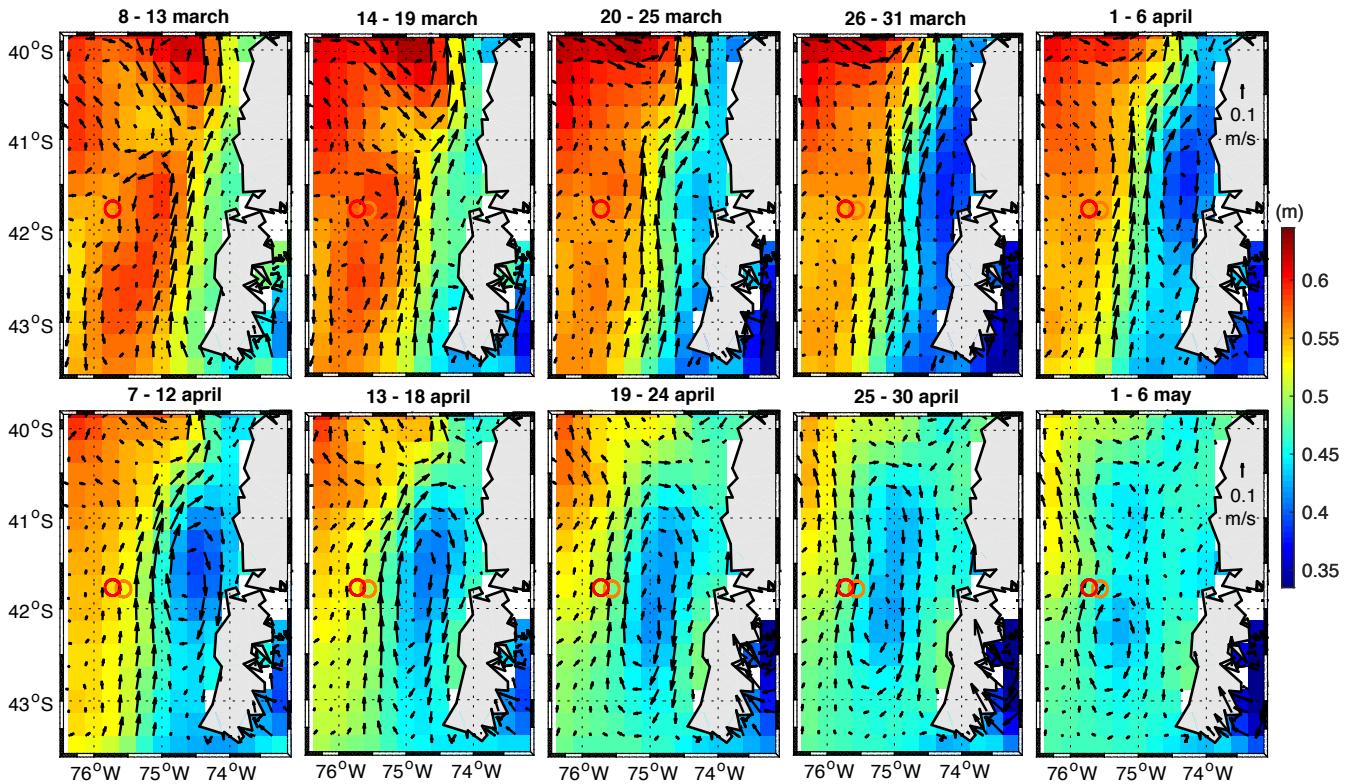 8 - 13 march 14 - 19 march 20 - 25 march 26 - 31 march 1 - 6 april
40°S
41°S
42°S
43°S
0.1
m/s
(m)
0.6
0.55
0.5
0.45
0.4
0.35
7 - 12 april 13 - 18 april 19 - 24 april 25 - 30 april 1 - 6 may
40°S
41°S
42°S
43°S
0.1
m/s
76°W 75°W 74°W 76°W 75°W 74°W 76°W 75°W 74°W 76°W 75°W 74°W 76°W 75°W 74°W